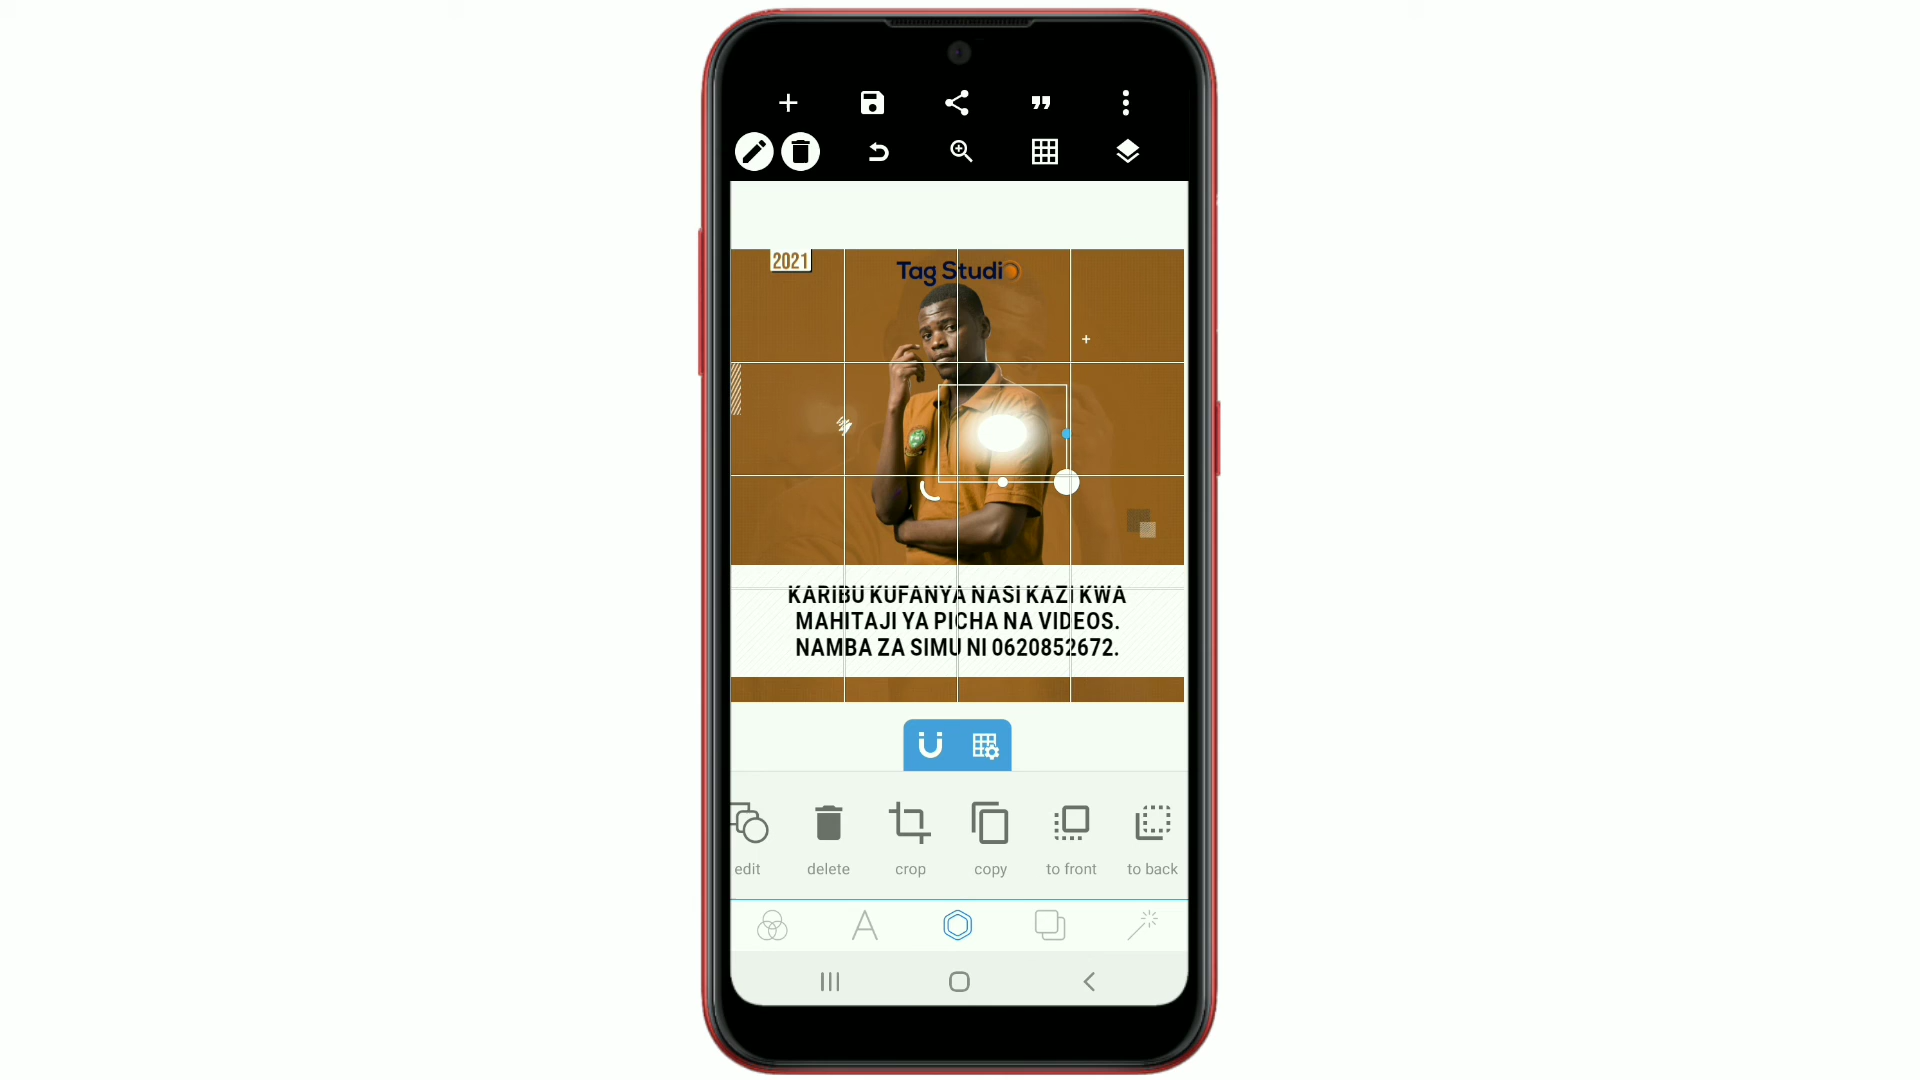 2021
Tag Studio
KARIBU KUFANYA NASI KAZI KWA
MAHITAJI YA PICHA NA VIDEOS.
NAMBA ZA SIMU NI 0620852672.
edit
delete
crop
copy
to front
to back